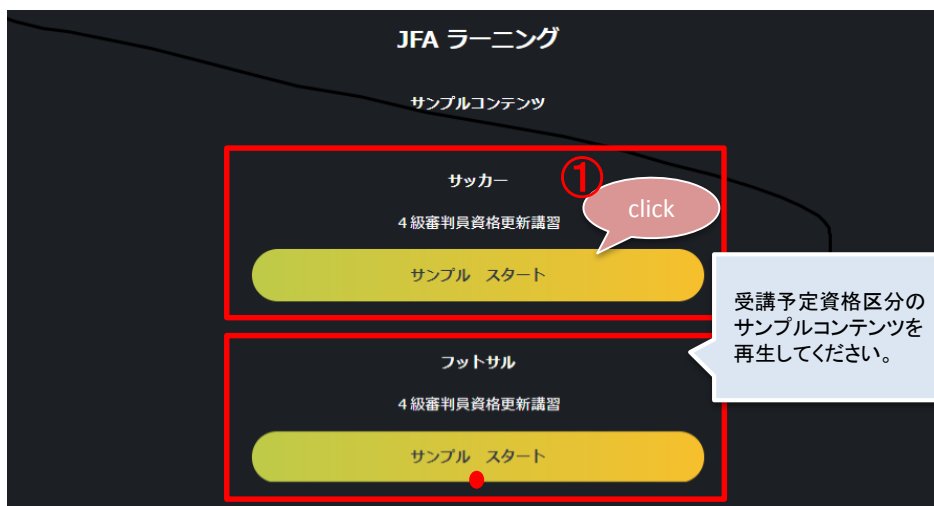 JFA ラーニング
サンプルコンテンツ
サッカー
①
click
4級審判員資格更新講習
サンプル スタート
受講予定資格区分の
サンプルコンテンツを
再生してください。
フットサル
4級審判員資格更新講習
サンプル スタート